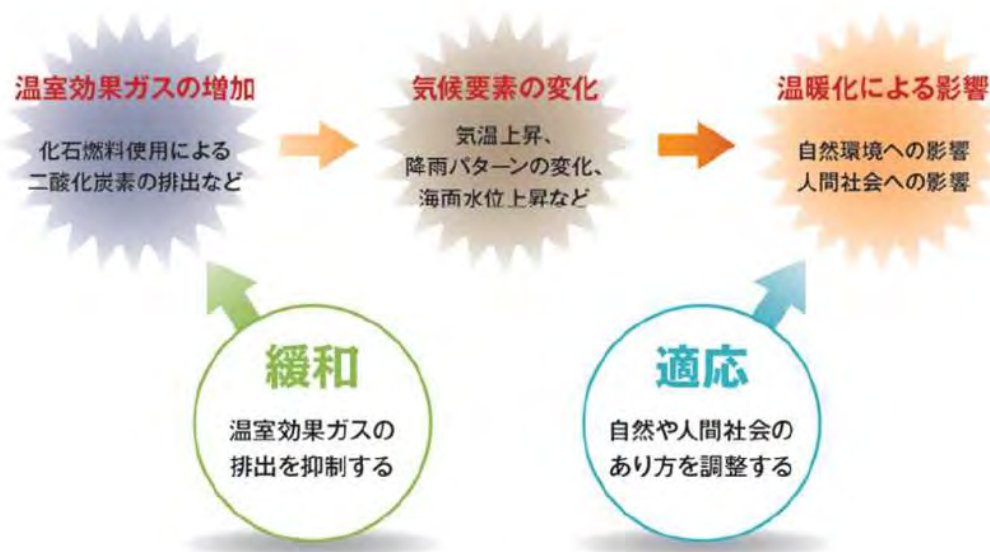 温室効果ガスの増加
化石燃料使用による
二酸化炭素の排出など
気候要素の変化
気温上昇、
降雨パターンの変化、
海面水位上昇など
温暖化による影響
自然環境への影響
人間社会への影響
緩和
温室効果ガスの
排出を抑制する
適応
自然や人間社会の
あり方を調整する